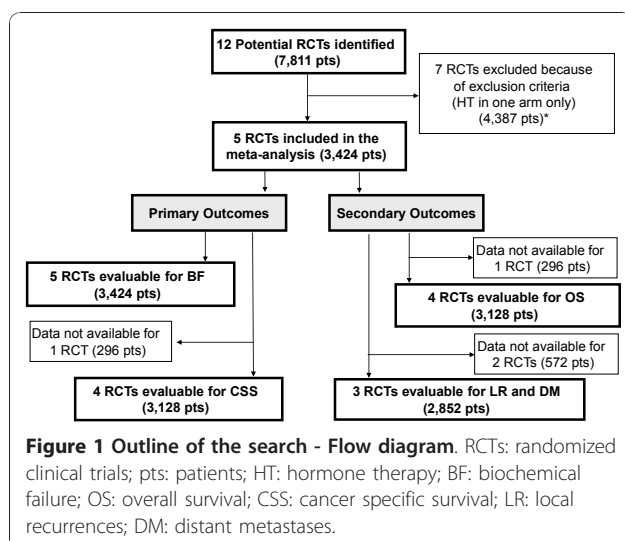 12 Potential RCTs identified
(7,811 pts)
7 RCTs excluded because
of exclusion criteria
(HT in one arm only)
(4,387 pts)*
5 RCTs included in the
meta-analysis (3,424 pts)
Primary Outcomes
Secondary Outcomes
5 RCTs evaluable for BF
(3,424 pts)
Data not available for
1 RCT (296 pts)
4 RCTs evaluable for OS
(3,128 pts)
Data not available for
1 RCT (296 pts)
Data not available for
2 RCTs (572 pts)
4 RCTs evaluable for CSS
(3,128 pts)
3 RCTs evaluable for LR and DM
(2,852 pts)
Figure 1 Outline of the search - Flow diagram. RCTs: randomized
clinical trials; pts: patients; HT: hormone therapy; BF: biochemical
failure; OS: overall survival; CSS: cancer specific survival; LR: local
recurrences; DM: distant metastases.